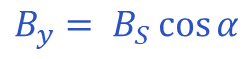 B_y = B_S cos α